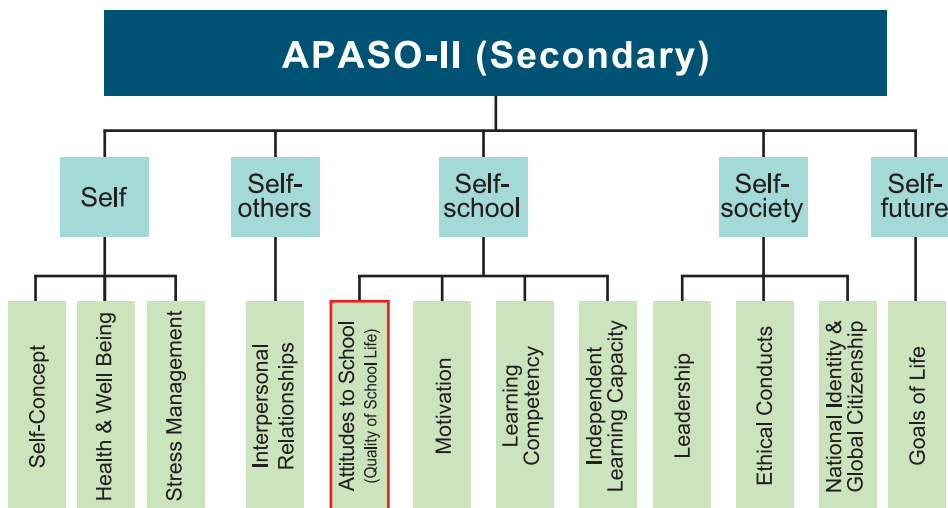 APASO-II (Secondary)
Self
Self-
others
Self-
school
Self-
society
Self-
future
Self-Concept
Health & Well Being
Stress Management
Interpersonal
Relationships
Attitudes to School
(Quality of School Life)
Motivation
Learning
Competency
Independent
Learning Capacity
Leadership
Ethical Conducts
National Identity &
Global Citizenship
Goals of Life